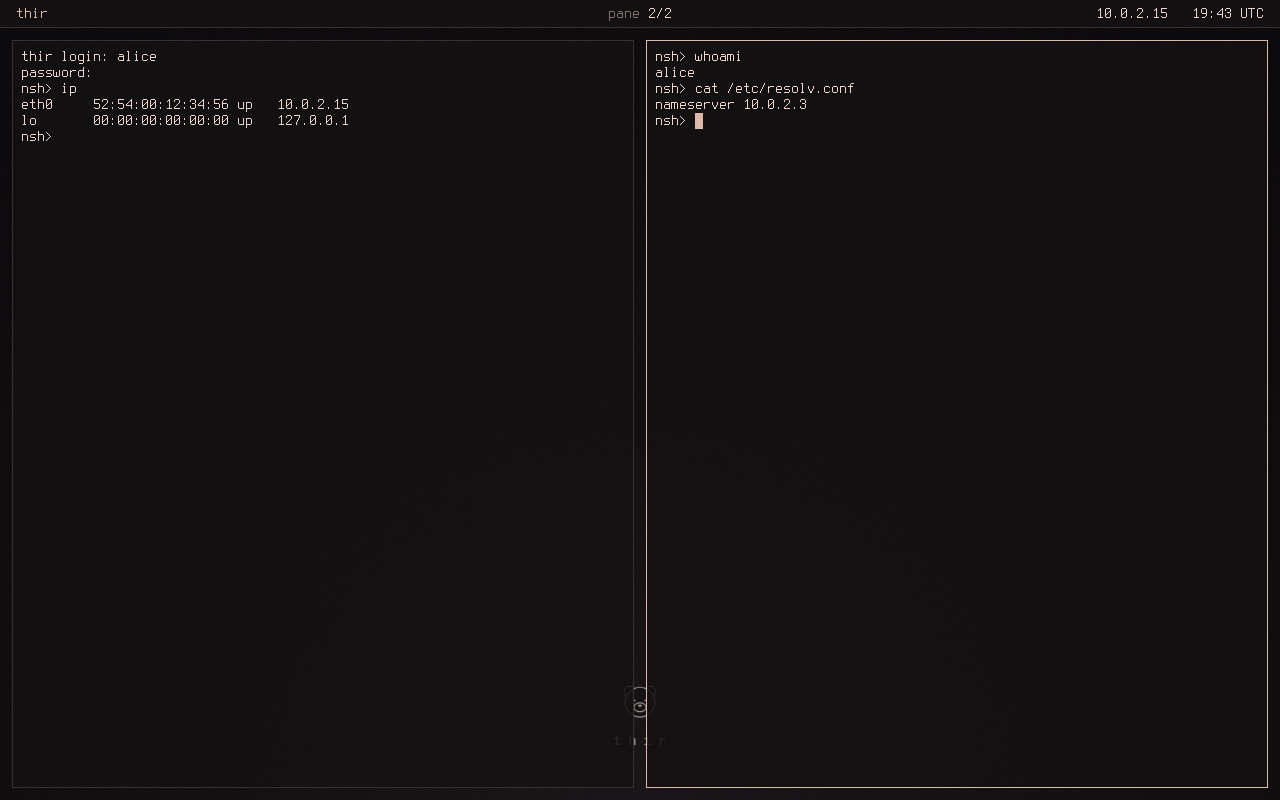 thir pane 2/2 10.0.2.15 19:43 UTC
thir login: alice
password:
nsh> ip
eth0 52:54:00:12:34:56 up 10.0.2.15
lo 00:00:00:00:00:00 up 127.0.0.1
nsh>
nsh> whoami
alice
nsh> cat /etc/resolv.conf
nameserver 10.0.2.3
nsh>
thir